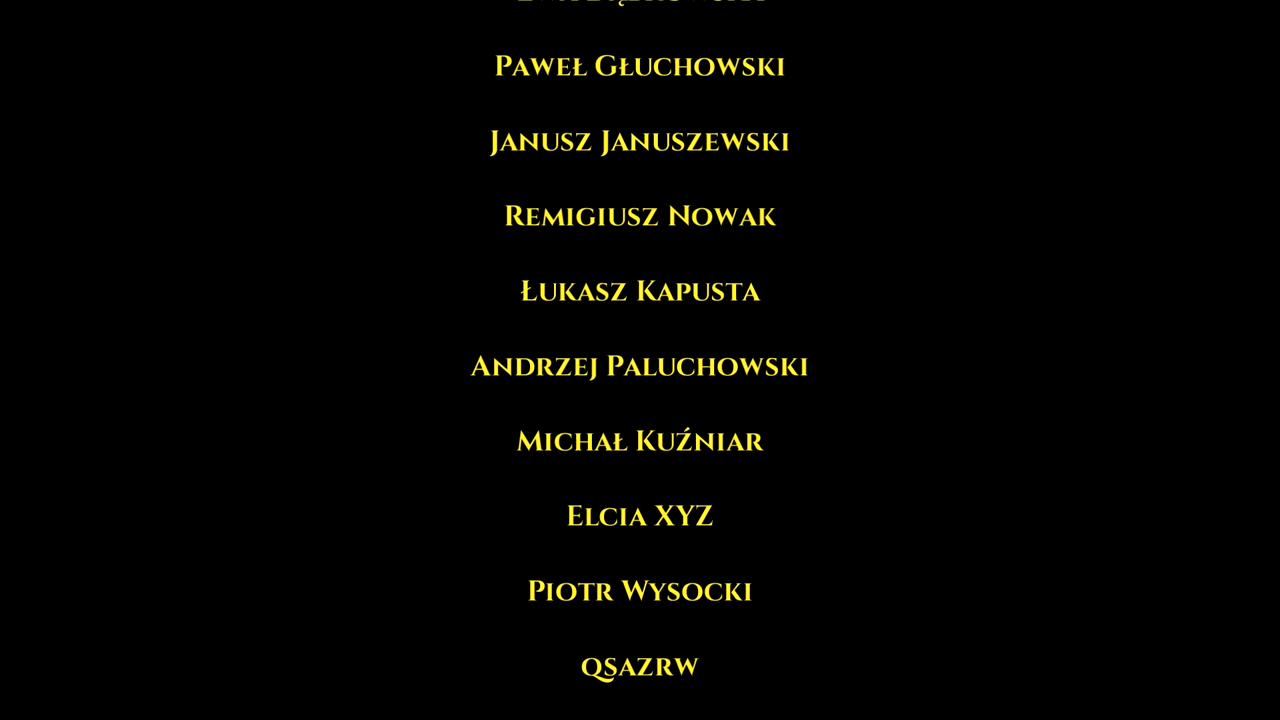 Paweł Głuchowski
Janusz Januszewski
Remigiusz Nowak
Łukasz Kapusta
Andrzej Paluchowski
Michał Kuźniar
Elcia XYZ
Piotr Wysocki
qsazrw